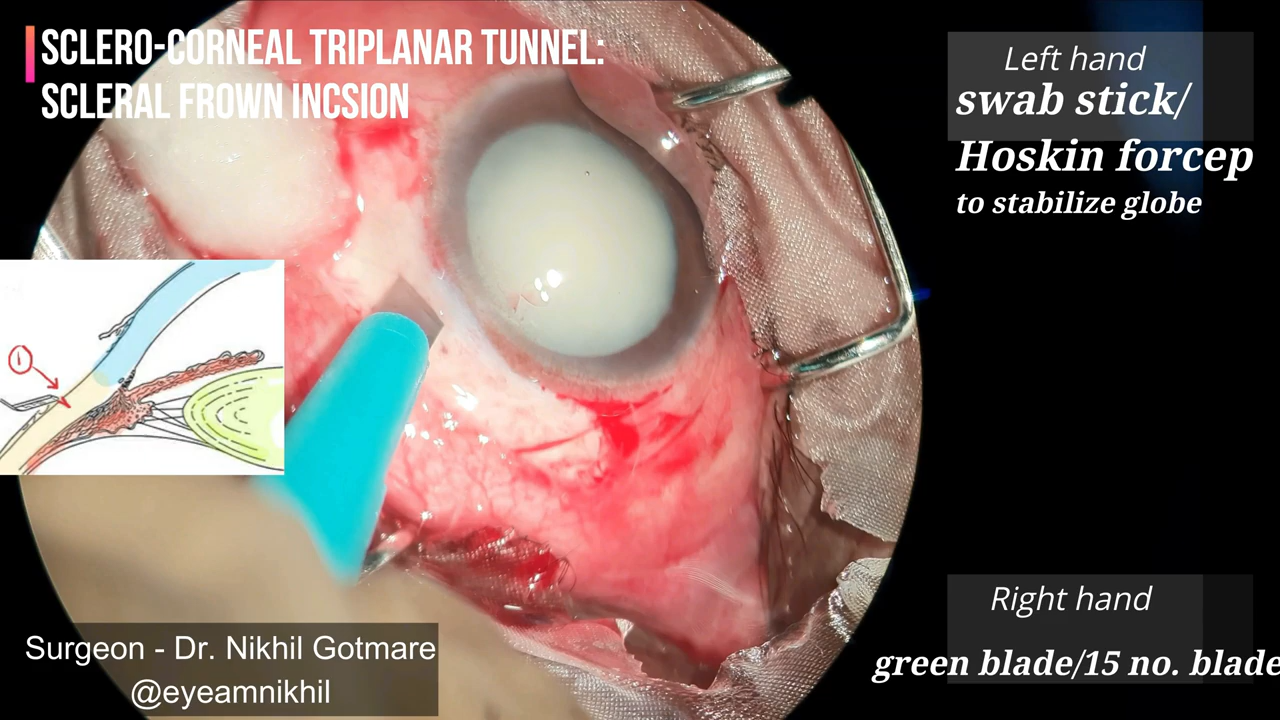 SCLERO-CORNEAL TRIPLANAR TUNNEL:
SCLERAL FROWN INCSION
Left hand
swab stick/
Hoskin forcep
to stabilize globe
1
Surgeon - Dr. Nikhil Gotmare
@eyeamnikhil
Right hand
green blade/15 no. blade